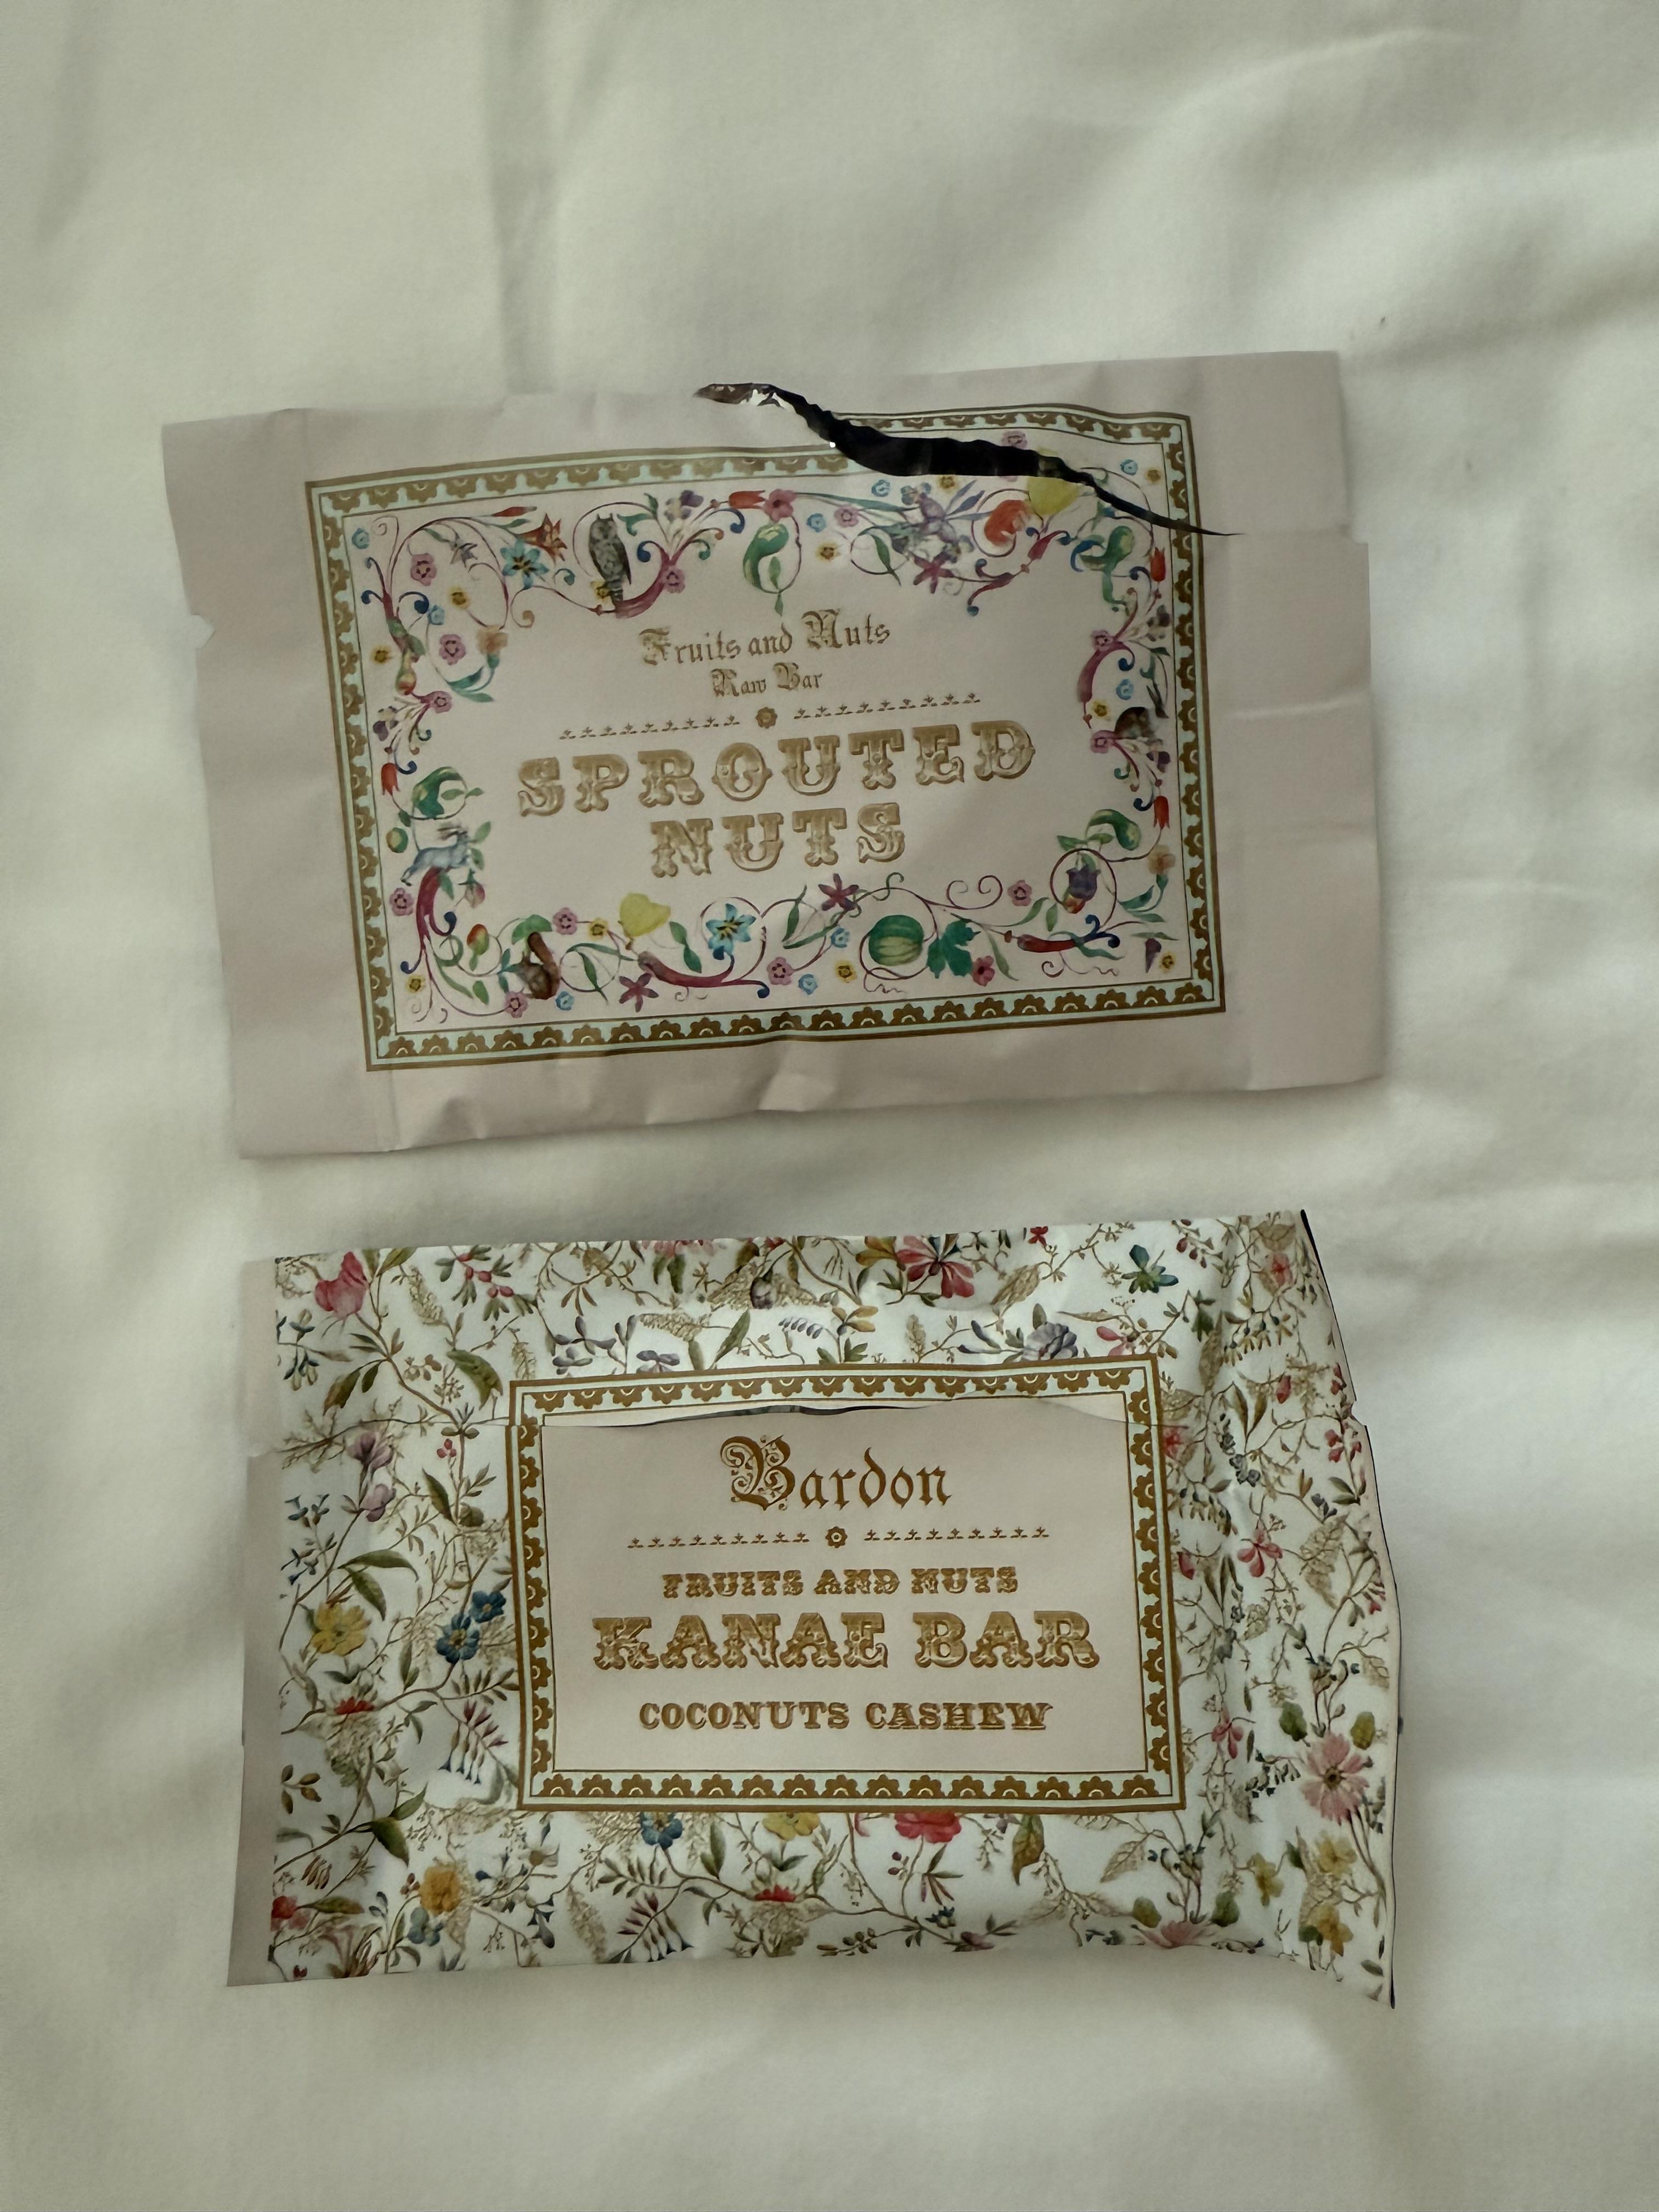 Fruits and Nuts
Raw Bar
SPROUTED
NUTS
Bardon
FRUITS AND NUTS
KANAE BAR
COCONUTS CASHEW